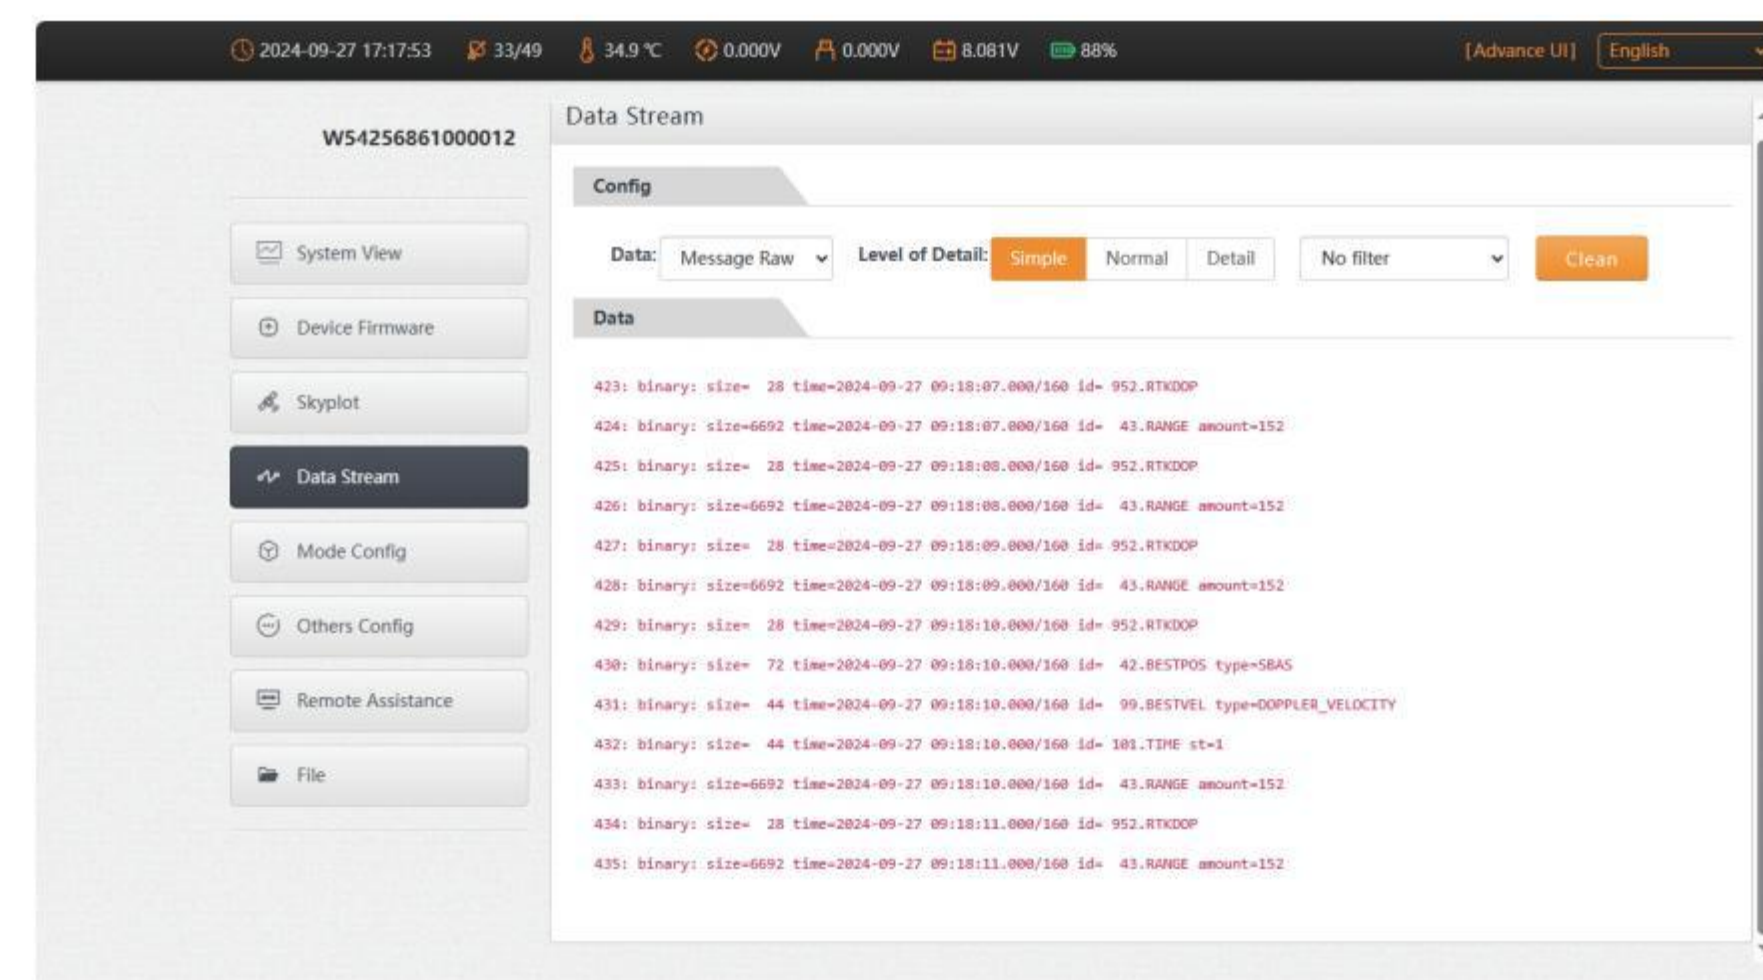 2024-09-27 17:17:53 33/49 34.9 ℃ 0.000V 0.000V 8.081V 88% [Advance UI] English
W54256861000012
System View
Device Firmware
Skyplot
Data Stream
Mode Config
Others Config
Remote Assistance
File
Data Stream
Config
Data: Message Raw Level of Detail: Simple Normal Detail No filter Clean
Data
423: binary: size=  28 time=2024-09-27 09:18:07.000/160 id= 952.RTKDOP
424: binary: size=6692 time=2024-09-27 09:18:07.000/160 id=  43.RANGE amount=152
425: binary: size=  28 time=2024-09-27 09:18:08.000/160 id= 952.RTKDOP
426: binary: size=6692 time=2024-09-27 09:18:08.000/160 id=  43.RANGE amount=152
427: binary: size=  28 time=2024-09-27 09:18:09.000/160 id= 952.RTKDOP
428: binary: size=6692 time=2024-09-27 09:18:09.000/160 id=  43.RANGE amount=152
429: binary: size=  28 time=2024-09-27 09:18:10.000/160 id= 952.RTKDOP
430: binary: size=  72 time=2024-09-27 09:18:10.000/160 id=  42.BESTPOS type=SBAS
431: binary: size=  44 time=2024-09-27 09:18:10.000/160 id=  99.BESTVEL type=DOPPLER_VELOCITY
432: binary: size=  44 time=2024-09-27 09:18:10.000/160 id= 101.TIME st=1
433: binary: size=6692 time=2024-09-27 09:18:10.000/160 id=  43.RANGE amount=152
434: binary: size=  28 time=2024-09-27 09:18:11.000/160 id= 952.RTKDOP
435: binary: size=6692 time=2024-09-27 09:18:11.000/160 id=  43.RANGE amount=152